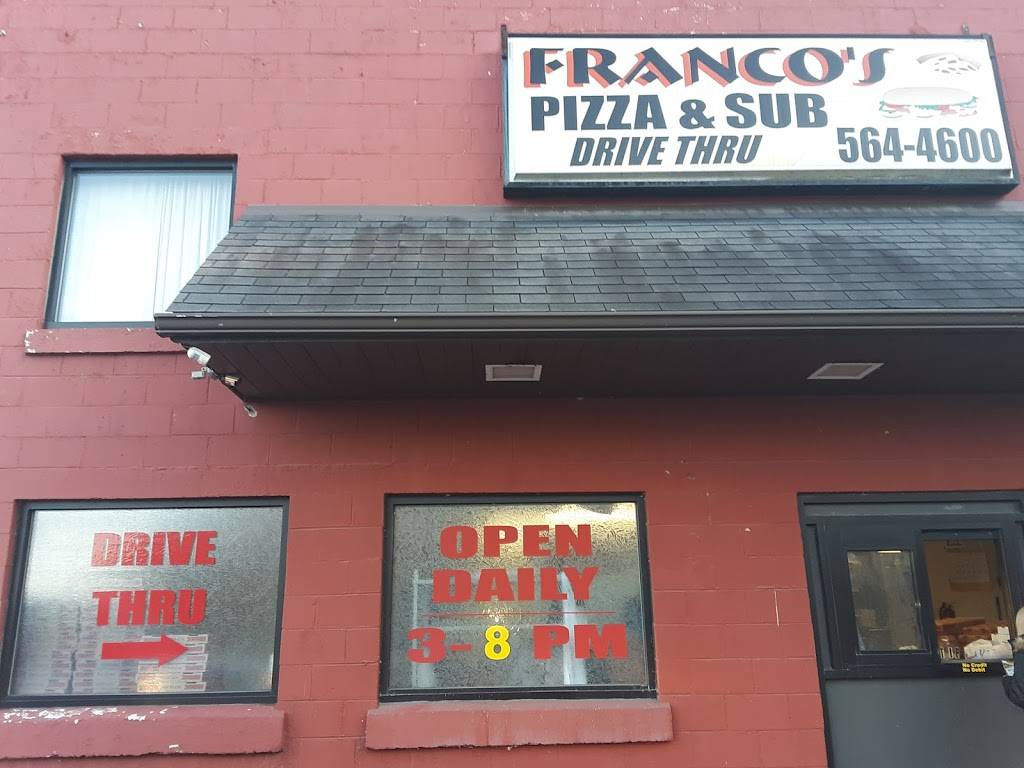 FRANCO'S
PIZZA & SUB
DRIVE THRU
564-4600
DRIVE
THRU
OPEN
DAILY
3-8 PM
No Credit
No Debit